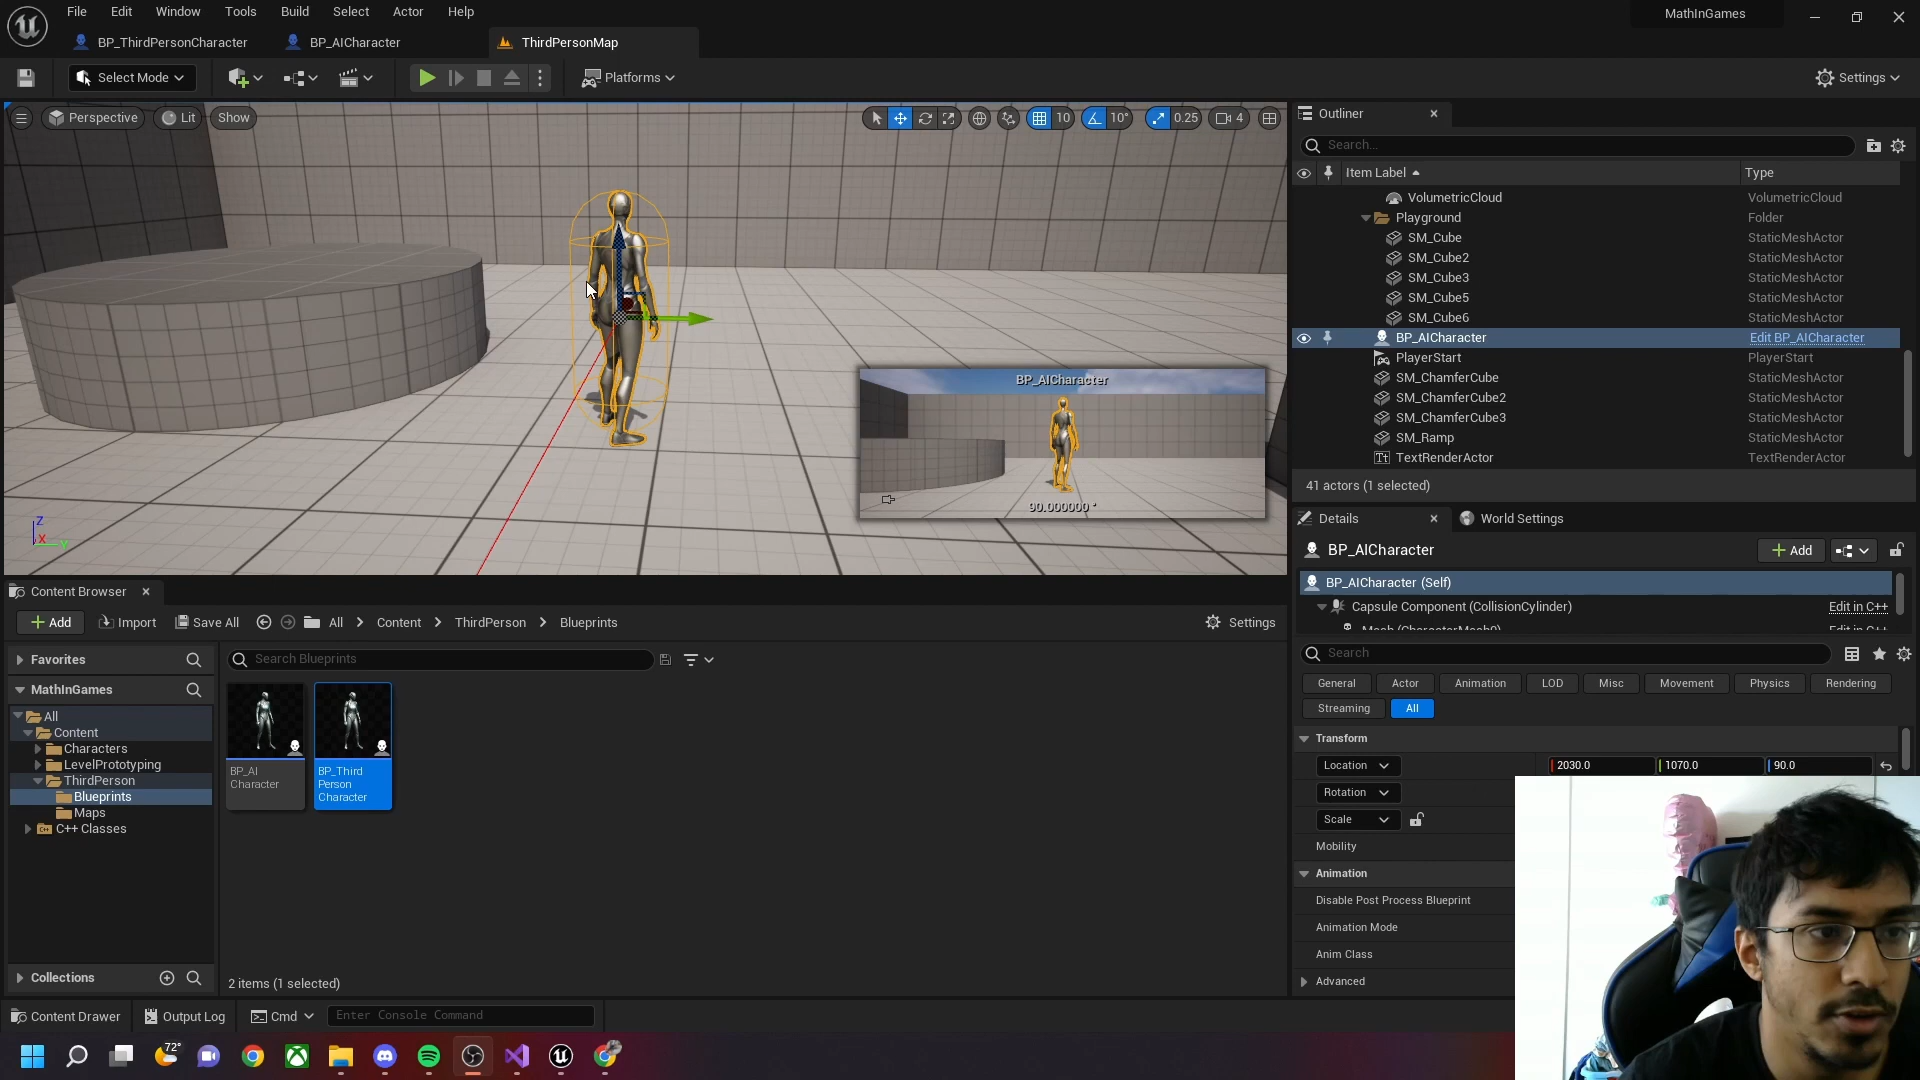 File Edit Window Tools Build Select Actor Help
MathInGames
BP_ThirdPersonCharacter
BP_AICharacter
ThirdPersonMap
Select Mode
Platforms
Settings
Perspective
Lit
Show
10
10°
0.25
4
BP_AICharacter
90.000000 °
Z
X
Y
Outliner
Search...
Item Label
Type
VolumetricCloud VolumetricCloud
Playground Folder
SM_Cube StaticMeshActor
SM_Cube2 StaticMeshActor
SM_Cube3 StaticMeshActor
SM_Cube5 StaticMeshActor
SM_Cube6 StaticMeshActor
BP_AICharacter Edit BP_AICharacter
PlayerStart PlayerStart
SM_ChamferCube StaticMeshActor
SM_ChamferCube2 StaticMeshActor
SM_ChamferCube3 StaticMeshActor
SM_Ramp StaticMeshActor
TextRenderActor TextRenderActor
41 actors (1 selected)
Details
World Settings
BP_AICharacter
Add
BP_AICharacter (Self)
Capsule Component (CollisionCylinder) Edit in C++
Mesh (CharacterMesh0) Edit in C++
Search
General Actor Animation LOD Misc Movement Physics Rendering
Streaming All
Transform
Location 2030.0 1070.0 90.0
Rotation
Scale
Mobility
Animation
Disable Post Process Blueprint
Animation Mode
Anim Class
Advanced
Content Browser
Add
Import
Save All
All
Content
ThirdPerson
Blueprints
Settings
Favorites
MathInGames
All
Content
Characters
LevelPrototyping
ThirdPerson
Blueprints
Maps
C++ Classes
Collections
Search Blueprints
BP_AI
Character
BP_Third
Person
Character
2 items (1 selected)
Content Drawer
Output Log
Cmd
Enter Console Command
72°